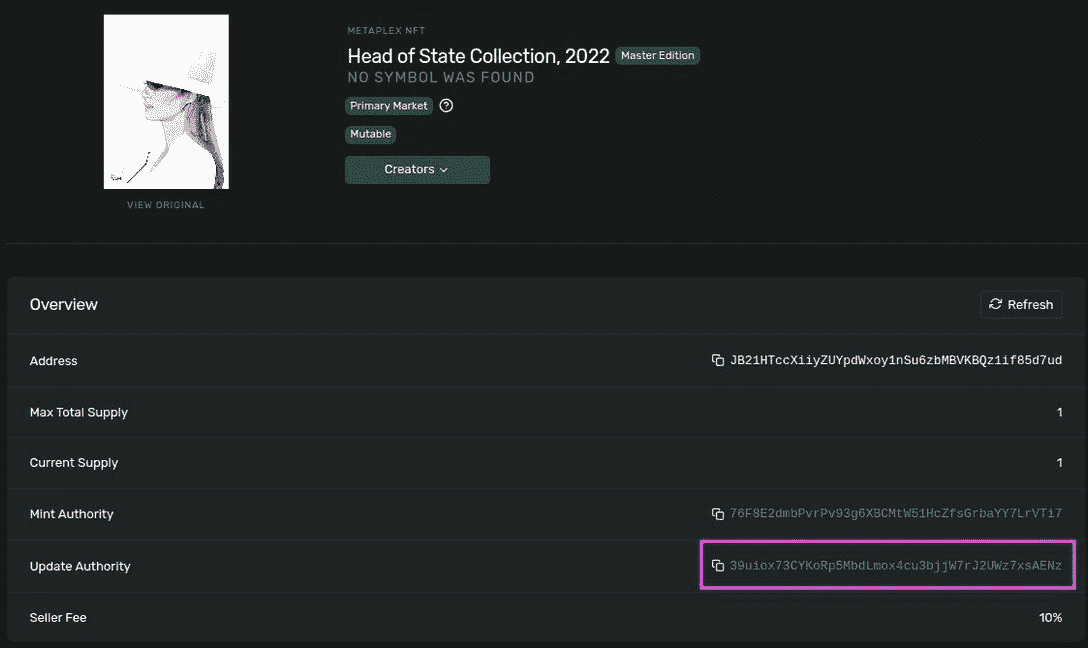 METAPLEX NFT
Head of State Collection, 2022 Master Edition
NO SYMBOL WAS FOUND
Primary Market
Mutable
Creators
VIEW ORIGINAL
Overview Refresh
Address JB21HTccXiiyZUYpdWxoy1nSu6zbMBVKBQz1if85d7ud
Max Total Supply 1
Current Supply 1
Mint Authority 76F8E2dmbPvrPv93g6XBCMtW51HcZfsGrbaYY7LrVTi7
Update Authority 39uiox73CYKoRp5MbdLmox4cu3bjjW7rJ2UWz7xsAENz
Seller Fee 10%